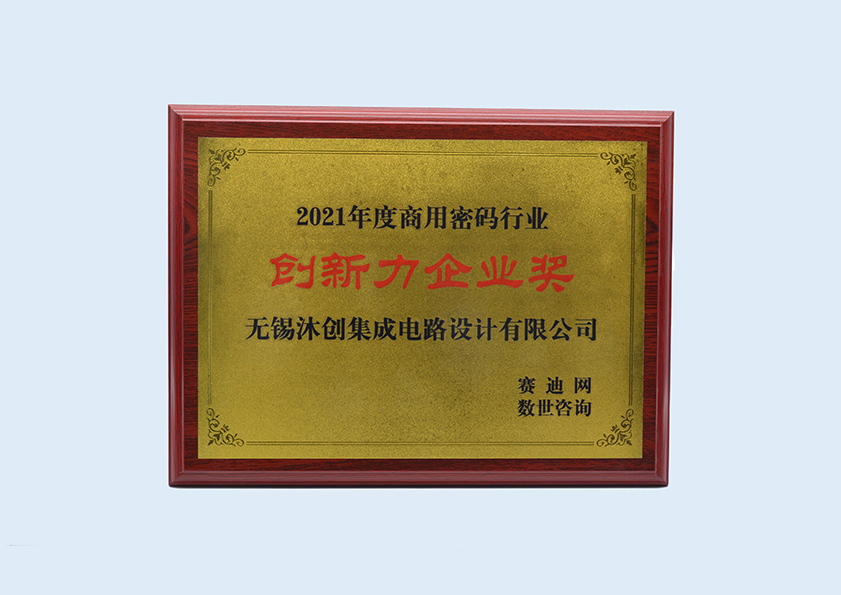 2021年度商用密码行业
创新力企业奖
无锡沐创集成电路设计有限公司
赛迪网
数世咨询